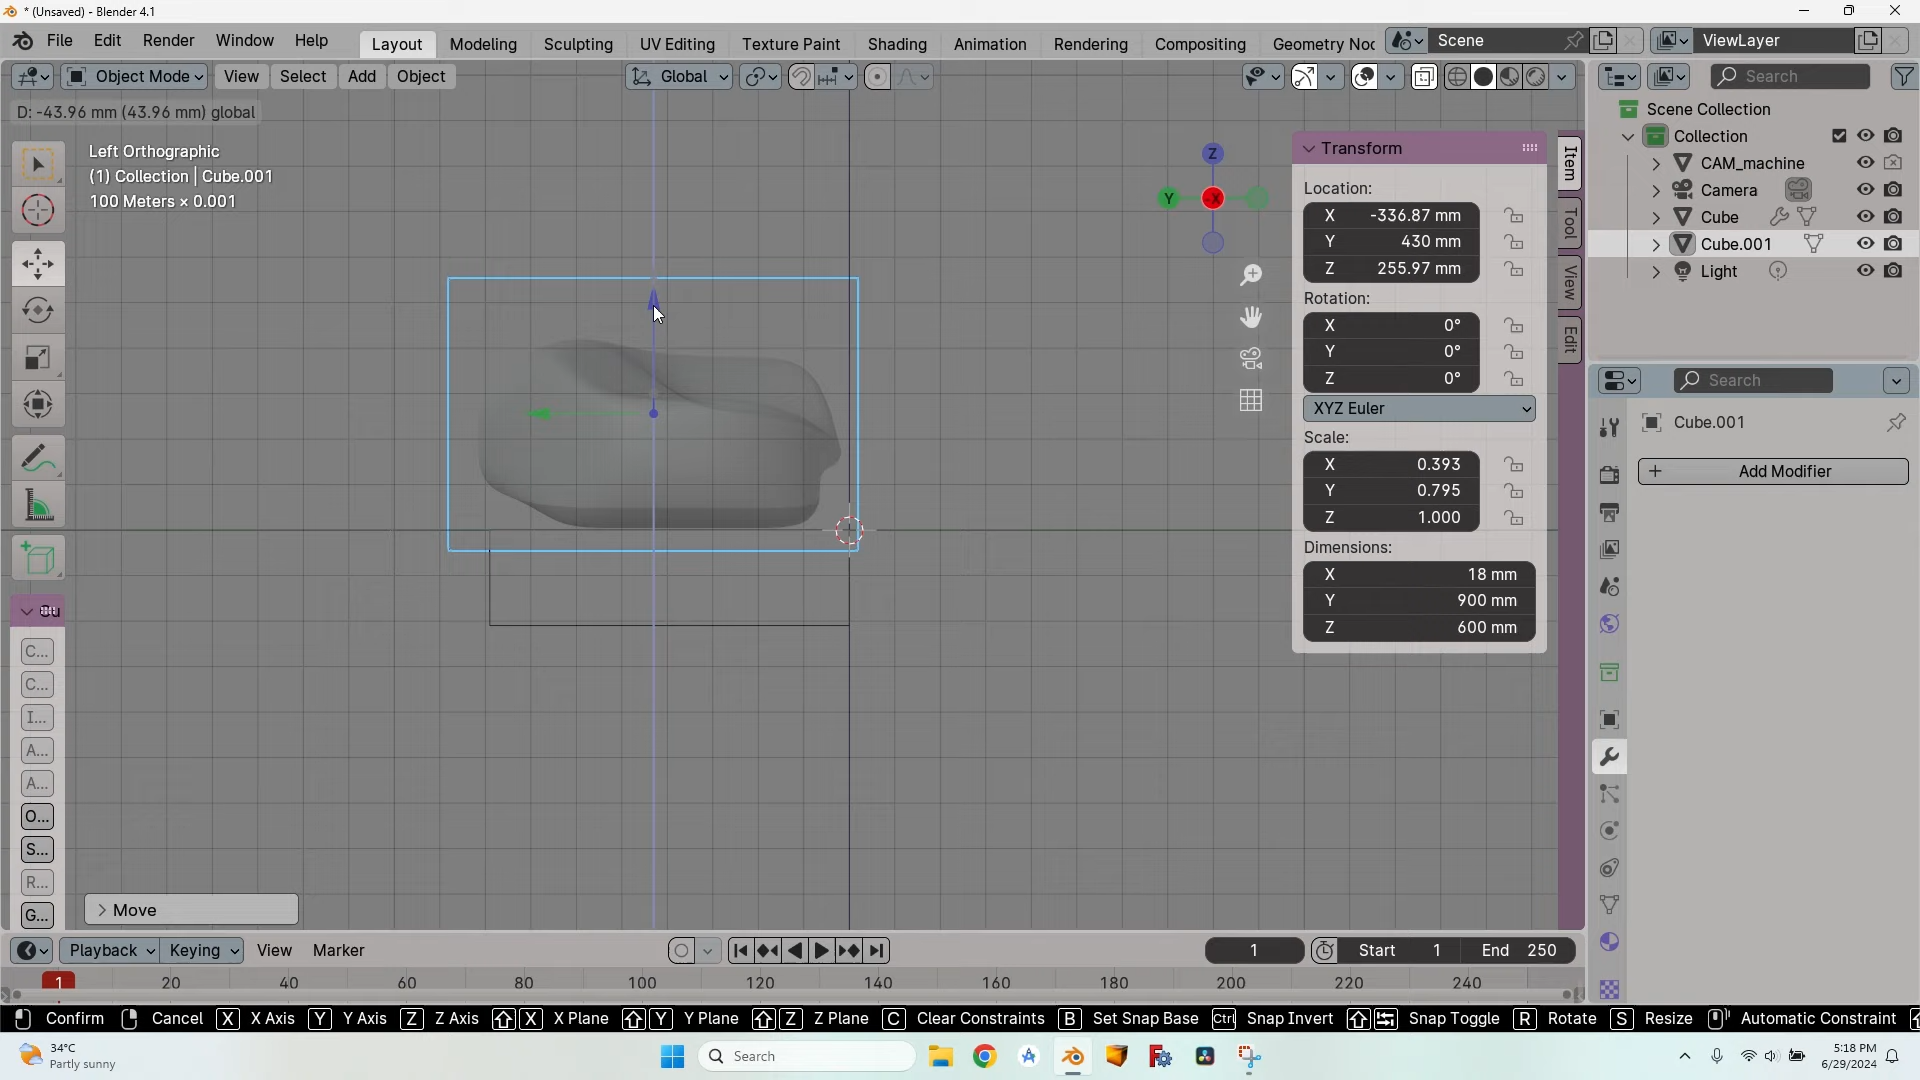 * (Unsaved) - Blender 4.1
File Edit Render Window Help Layout Modeling Sculpting UV Editing Texture Paint Shading Animation Rendering Compositing Geometry Noc Scene ViewLayer
Object Mode View Select Add Object Global Search
D: -43.96 mm (43.96 mm) global
Left Orthographic
(1) Collection | Cube.001
100 Meters × 0.001
Z
Y -X
Transform
Location:
X -336.87 mm
Y 430 mm
Z 255.97 mm
Rotation:
X 0°
Y 0°
Z 0°
XYZ Euler
Scale:
X 0.393
Y 0.795
Z 1.000
Dimensions:
X 18 mm
Y 900 mm
Z 600 mm
Item
Tool
View
Edit
Scene Collection
Collection
CAM_machine
Camera
Cube
Cube.001
Light
Search
Cube.001
+ Add Modifier
C...
C...
I...
A...
A...
O...
S...
R...
G...
> Move
Playback Keying View Marker 1 Start 1 End 250
1 20 40 60 80 100 120 140 160 180 200 220 240
Confirm Cancel X X Axis Y Y Axis Z Z Axis X X Plane Y Y Plane Z Z Plane C Clear Constraints B Set Snap Base Ctrl Snap Invert Snap Toggle R Rotate S Resize Automatic Constraint
34°C
Partly sunny
Search
5:18 PM
6/29/2024